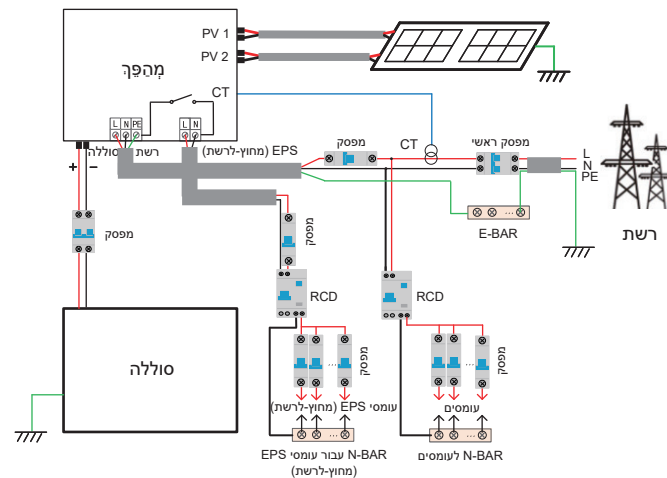 PV 1
PV 2
מְהַפֵּךְ
CT
L N PE
L N
+
−
סוללה
רשת
EPS (מחוץ-לרשת)
מפסק
CT
מפסק ראשי
L
N
PE
E-BAR
רשת
מפסק
מפסק
RCD
RCD
סוללה
...
מפסק
...
מפסק
עומסי EPS (מחוץ-לרשת)
עומסים
N-BAR עבור עומסי EPS
(מחוץ-לרשת)
N-BAR לעומסים